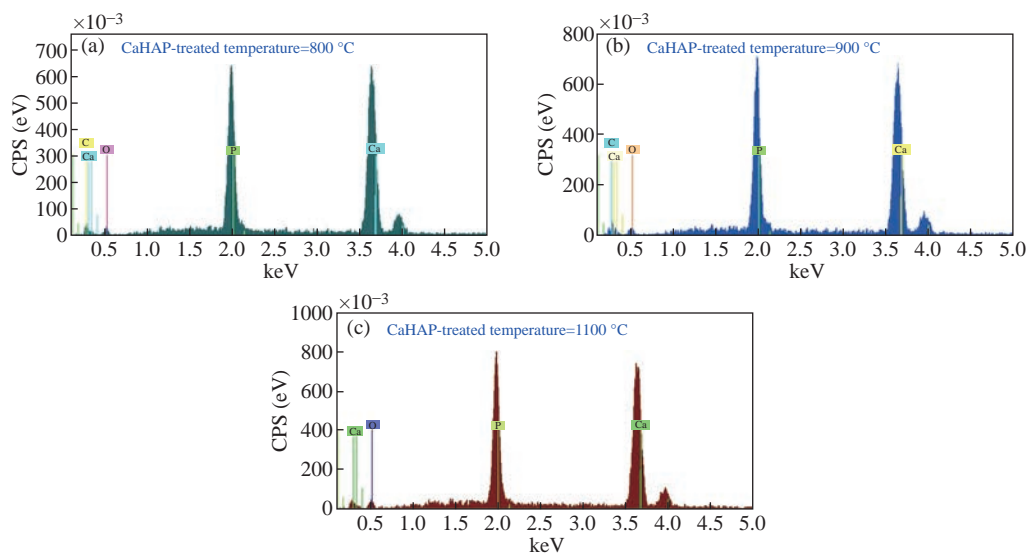 ×10⁻³
(a)
CaHAP-treated temperature=800 °C
CPS (eV)
700
600
500
400
300
200
100
0
C
Ca
O
P
Ca
0.5 1.0 1.5 2.0 2.5 3.0 3.5 4.0 4.5 5.0
keV
×10⁻³
(b)
CaHAP-treated temperature=900 °C
CPS (eV)
800
600
400
200
0
C
Ca
O
P
Ca
0.5 1.0 1.5 2.0 2.5 3.0 3.5 4.0 4.5 5.0
keV
×10⁻³
(c)
CaHAP-treated temperature=1100 °C
CPS (eV)
1000
800
600
400
200
0
Ca
O
P
Ca
0.5 1.0 1.5 2.0 2.5 3.0 3.5 4.0 4.5 5.0
keV